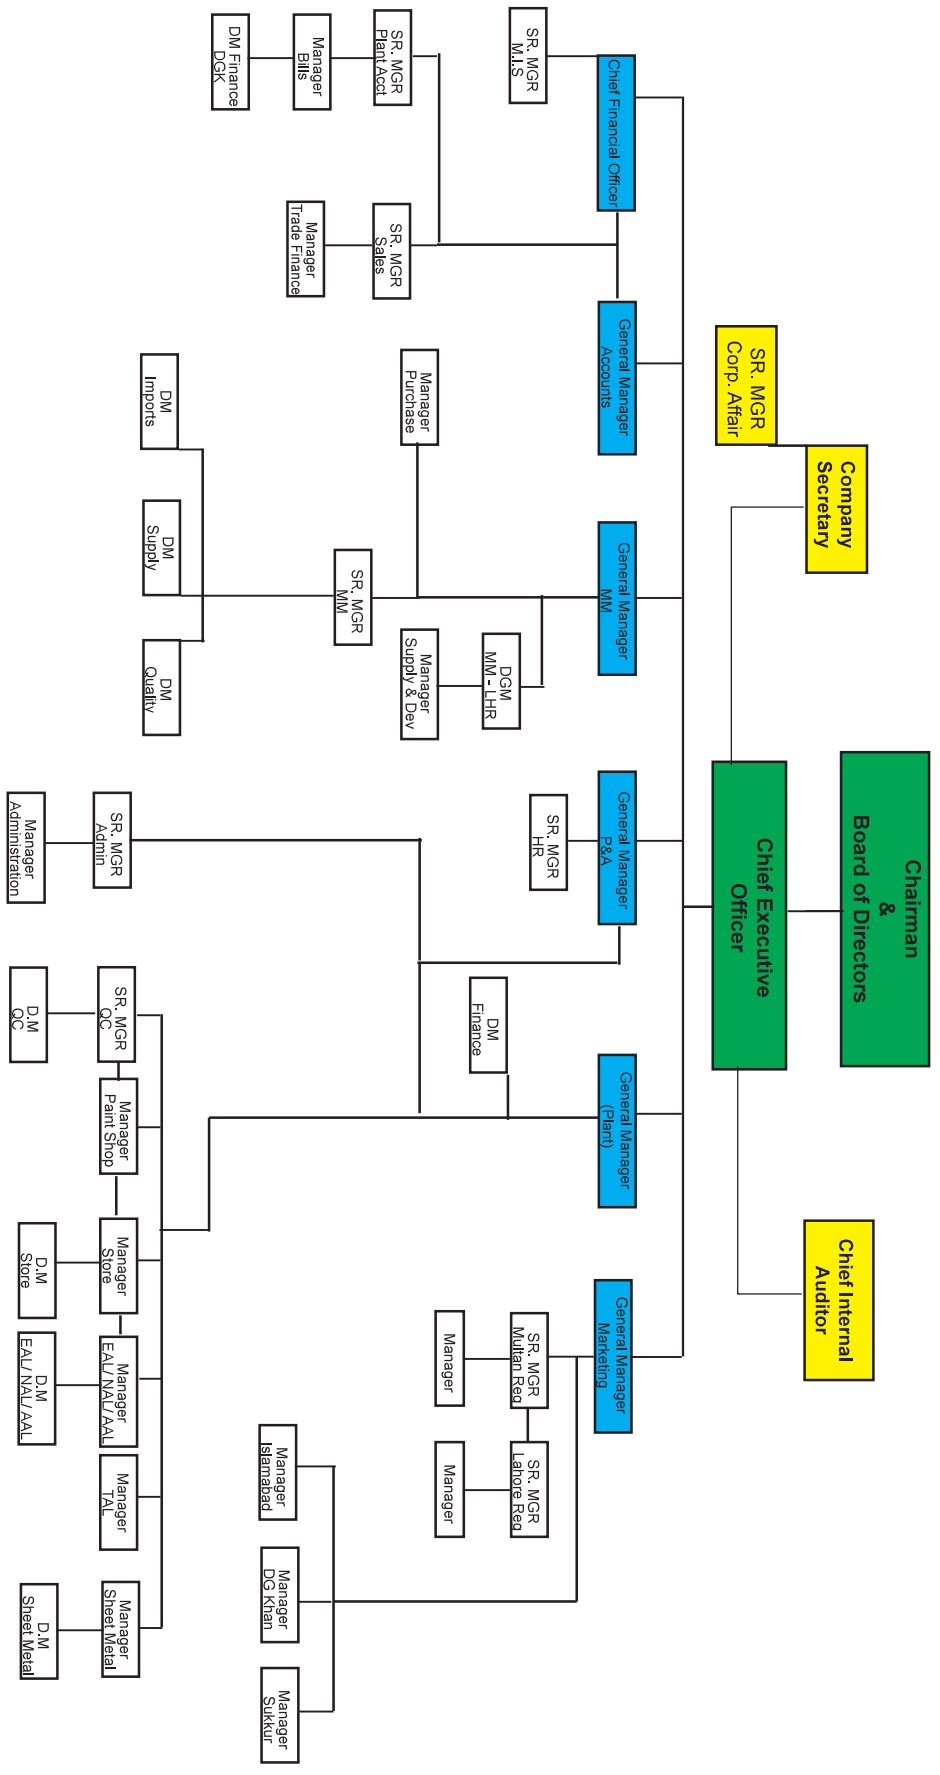 Chairman
&
Board of Directors
Chief Executive
Officer
Company
Secretary
SR. MGR
Corp. Affair
Chief Internal
Auditor
Chief Financial Officer
General Manager
Accounts
General Manager
MM
General Manager
P&A
General Manager
(Plant)
General Manager
Marketing
SR. MGR
M.I.S
SR. MGR
Plant Acct
Manager
Bills
DM Finance
DGK
SR. MGR
Sales
Manager
Trade Finance
Manager
Purchase
DGM
MM - LHR
Manager
Supply & Dev
SR. MGR
MM
DM
Imports
DM
Supply
DM
Quality
SR. MGR
HR
SR. MGR
Admin
Manager
Administration
DM
Finance
SR. MGR
QC
D.M
QC
Manager
Paint Shop
Manager
Store
D.M
Store
Manager
EAL/ NAL/ AAL
D.M
EAL/ NAL/ AAL
Manager
TAL
Manager
Sheet Metal
D.M
Sheet Metal
SR. MGR
Multan Reg
Manager
SR. MGR
Lahore Reg
Manager
Manager
Islamabad
Manager
DG Khan
Manager
Sukkur